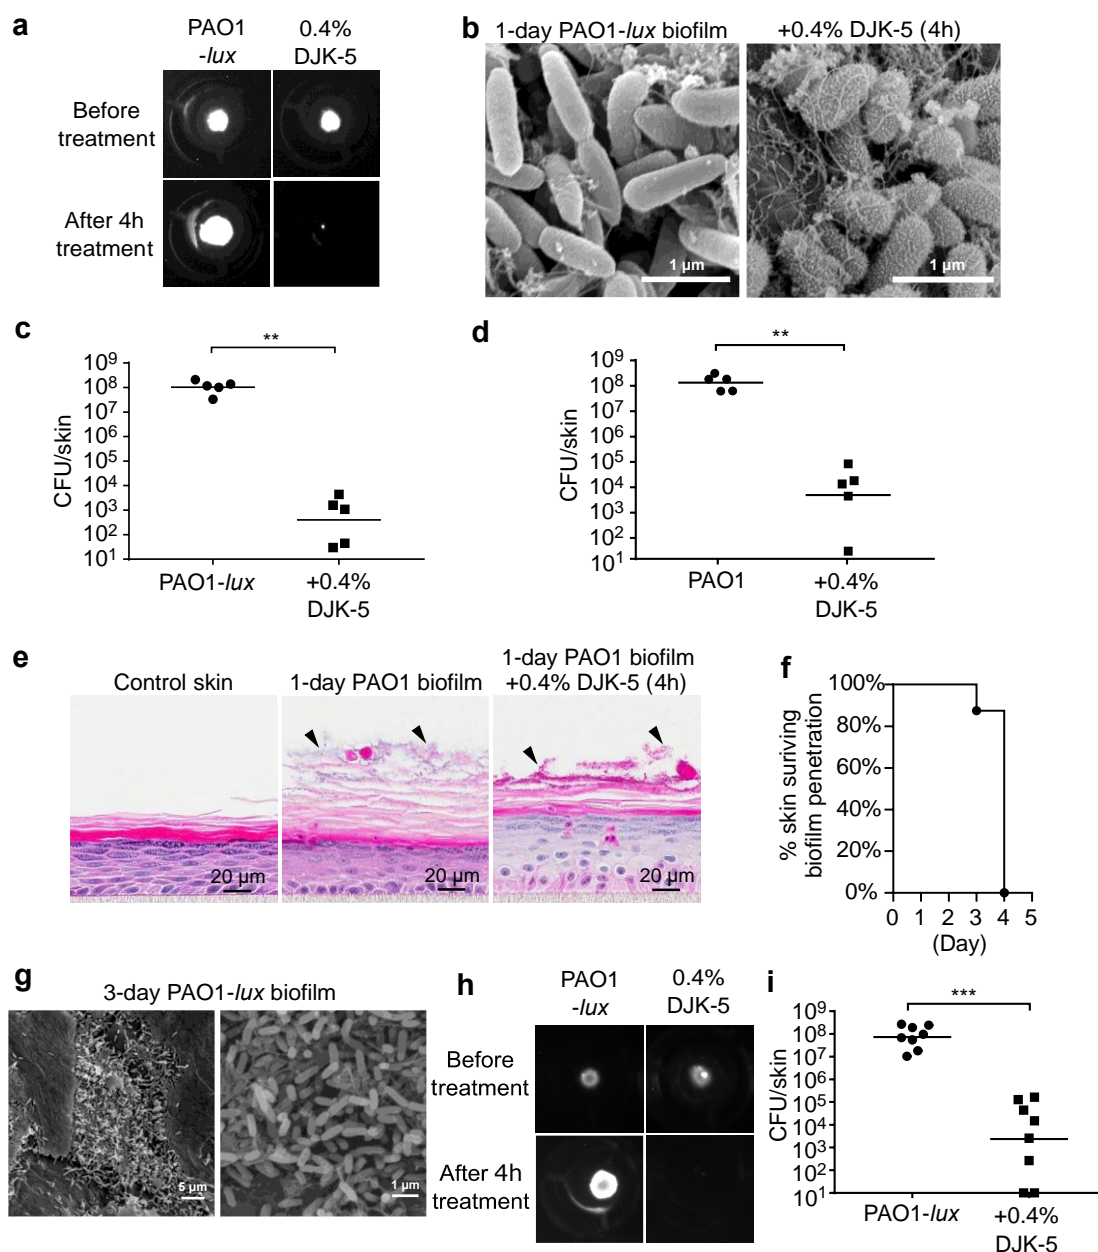 a
PAO1
-lux
0.4%
DJK-5
Before
treatment
After 4h
treatment
b
1-day PAO1-lux biofilm
+0.4% DJK-5 (4h)
1 µm
1 µm
c
**
CFU/skin
10⁹
10⁸
10⁷
10⁶
10⁵
10⁴
10³
10²
10¹
PAO1-lux
+0.4%
DJK-5
d
**
CFU/skin
10⁹
10⁸
10⁷
10⁶
10⁵
10⁴
10³
10²
10¹
PAO1
+0.4%
DJK-5
e
Control skin
1-day PAO1 biofilm
1-day PAO1 biofilm
+0.4% DJK-5 (4h)
20 µm
20 µm
20 µm
f
% skin suriving
biofilm penetration
100%
80%
60%
40%
20%
0%
0 1 2 3 4 5
(Day)
g
3-day PAO1-lux biofilm
5 µm
1 µm
h
PAO1
-lux
0.4%
DJK-5
Before
treatment
After 4h
treatment
i
***
CFU/skin
10⁹
10⁸
10⁷
10⁶
10⁵
10⁴
10³
10²
10¹
PAO1-lux
+0.4%
DJK-5